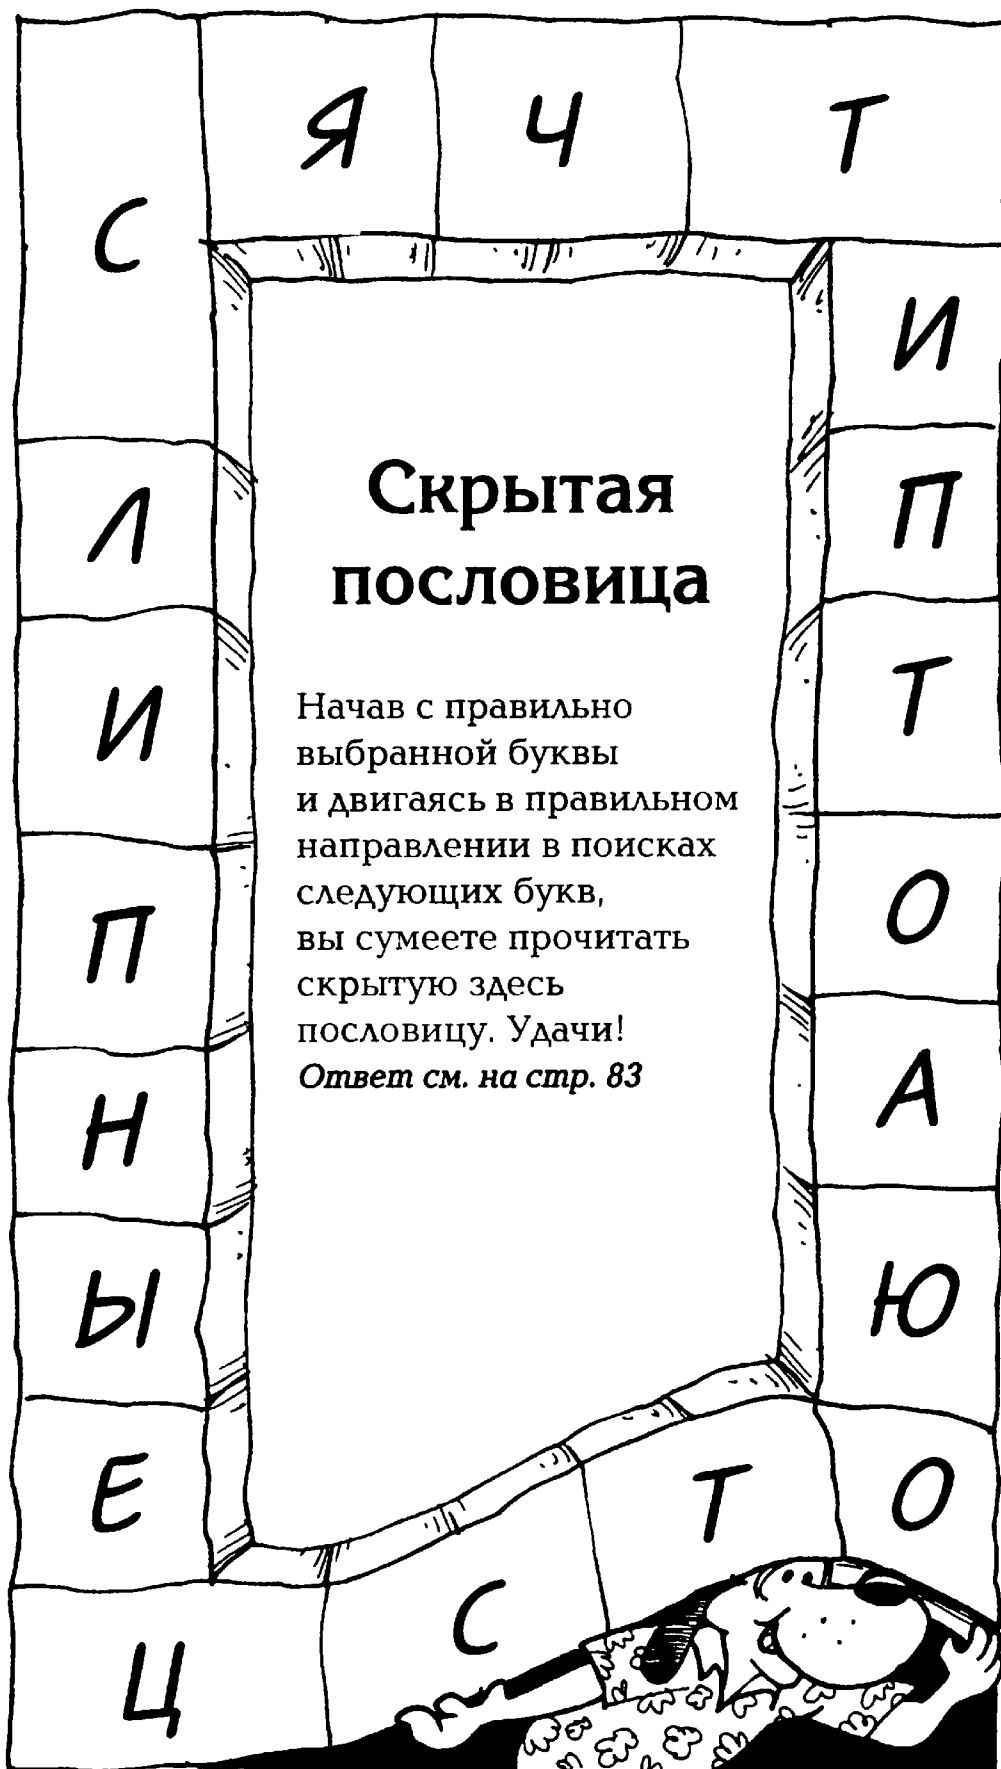 С Я Ч Т
И
П
Т
О
А
Ю
О
Т
С
Ц
Е
Ы
Н
П
И
Л
Скрытая
пословица
Начав с правильно
выбранной буквы
и двигаясь в правильном
направлении в поисках
следующих букв,
вы сумеете прочитать
скрытую здесь
пословицу. Удачи!
Ответ см. на стр. 83